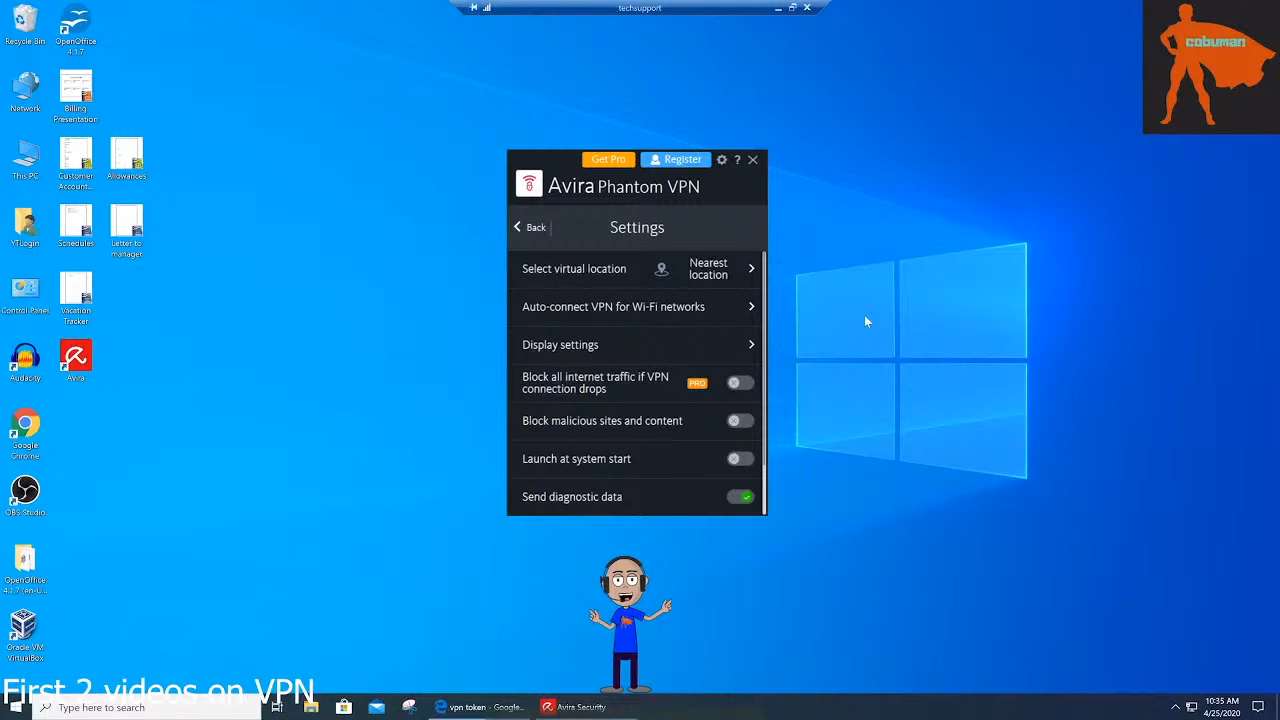 techsupport
cobuman
Recycle Bin
OpenOffice
4.1.7
Network
Billing
Presentation
This PC
Customer
Account...
Allowances
YTLogin
Schedules
Letter to
manager
Control Panel
Vacation
Tracker
Audacity
Avira
Google
Chrome
OBS Studio
OpenOffice
4.1.7 (en-U...
Oracle VM
VirtualBox
Get Pro
Register
?
Avira Phantom VPN
Back
Settings
Select virtual location
Nearest
location
Auto-connect VPN for Wi-Fi networks
Display settings
Block all internet traffic if VPN
connection drops
PRO
Block malicious sites and content
Launch at system start
Send diagnostic data
First 2 videos on VPN
Type here to search
vpn token - Google...
Avira Security
10:35 AM
4/25/2020